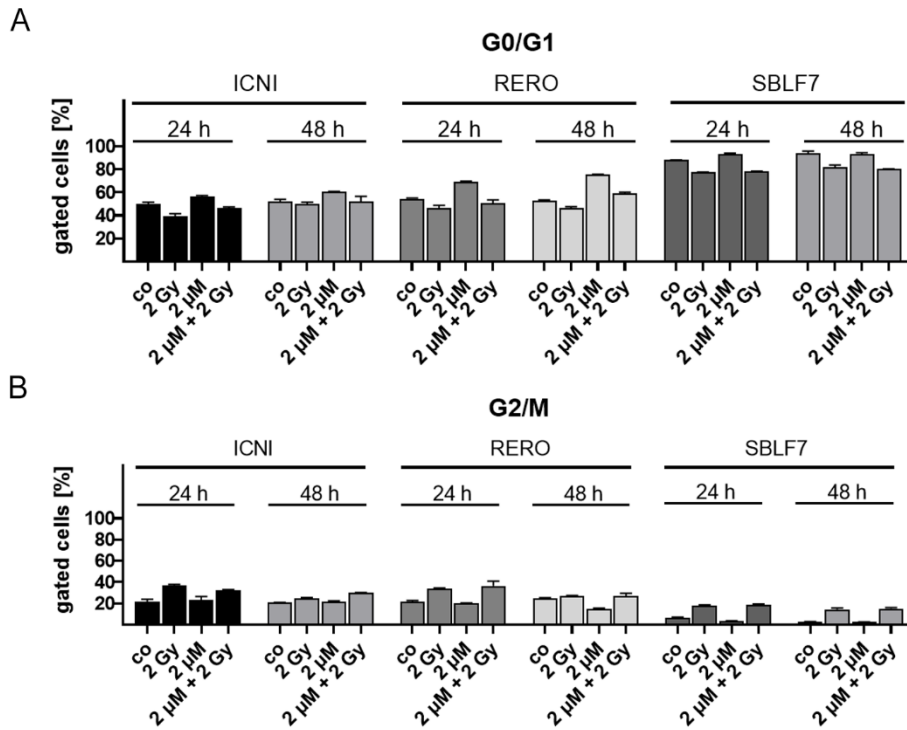 A
G0/G1
ICNI RERO SBLF7
24 h 48 h 24 h 48 h 24 h 48 h
gated cells [%]
100
80
60
40
20
co 2 Gy 2 µM 2 µM + 2 Gy co 2 Gy 2 µM 2 µM + 2 Gy co 2 Gy 2 µM 2 µM + 2 Gy co 2 Gy 2 µM 2 µM + 2 Gy co 2 Gy 2 µM 2 µM + 2 Gy co 2 Gy 2 µM 2 µM + 2 Gy
B
G2/M
ICNI RERO SBLF7
24 h 48 h 24 h 48 h 24 h 48 h
gated cells [%]
100
80
60
40
20
co 2 Gy 2 µM 2 µM + 2 Gy co 2 Gy 2 µM 2 µM + 2 Gy co 2 Gy 2 µM 2 µM + 2 Gy co 2 Gy 2 µM 2 µM + 2 Gy co 2 Gy 2 µM 2 µM + 2 Gy co 2 Gy 2 µM 2 µM + 2 Gy